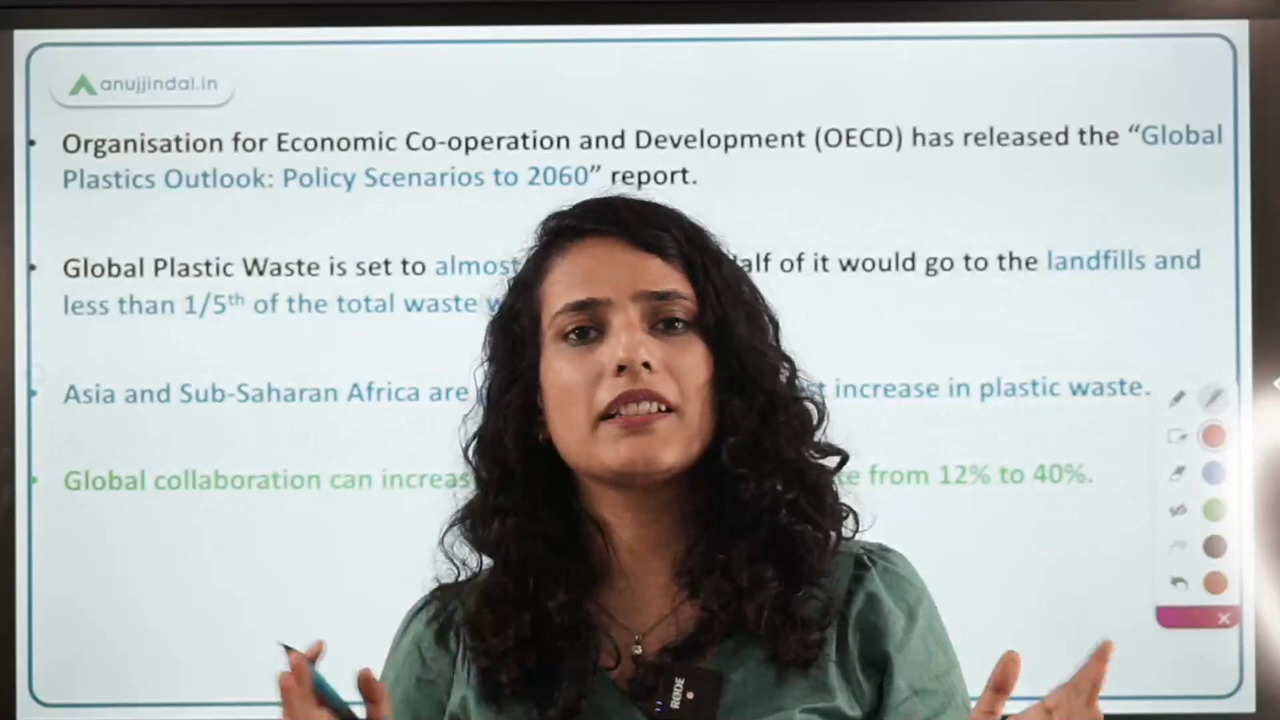 anujjindal.in
Organisation for Economic Co-operation and Development (OECD) has released the “Global
Plastics Outlook: Policy Scenarios to 2060” report.
Global Plastic Waste is set to almost alf of it would go to the landfills and
less than 1/5th of the total waste
Asia and Sub-Saharan Africa are increase in plastic waste.
Global collaboration can increas from 12% to 40%.
RODE